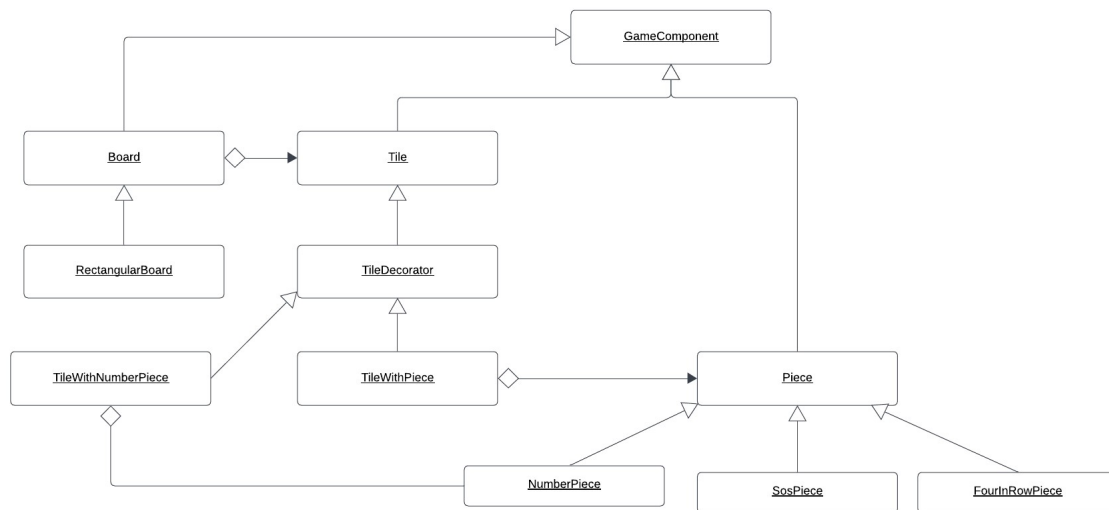 GameComponent
Board
Tile
RectangularBoard
TileDecorator
TileWithNumberPiece
TileWithPiece
Piece
NumberPiece
SosPiece
FourInRowPiece